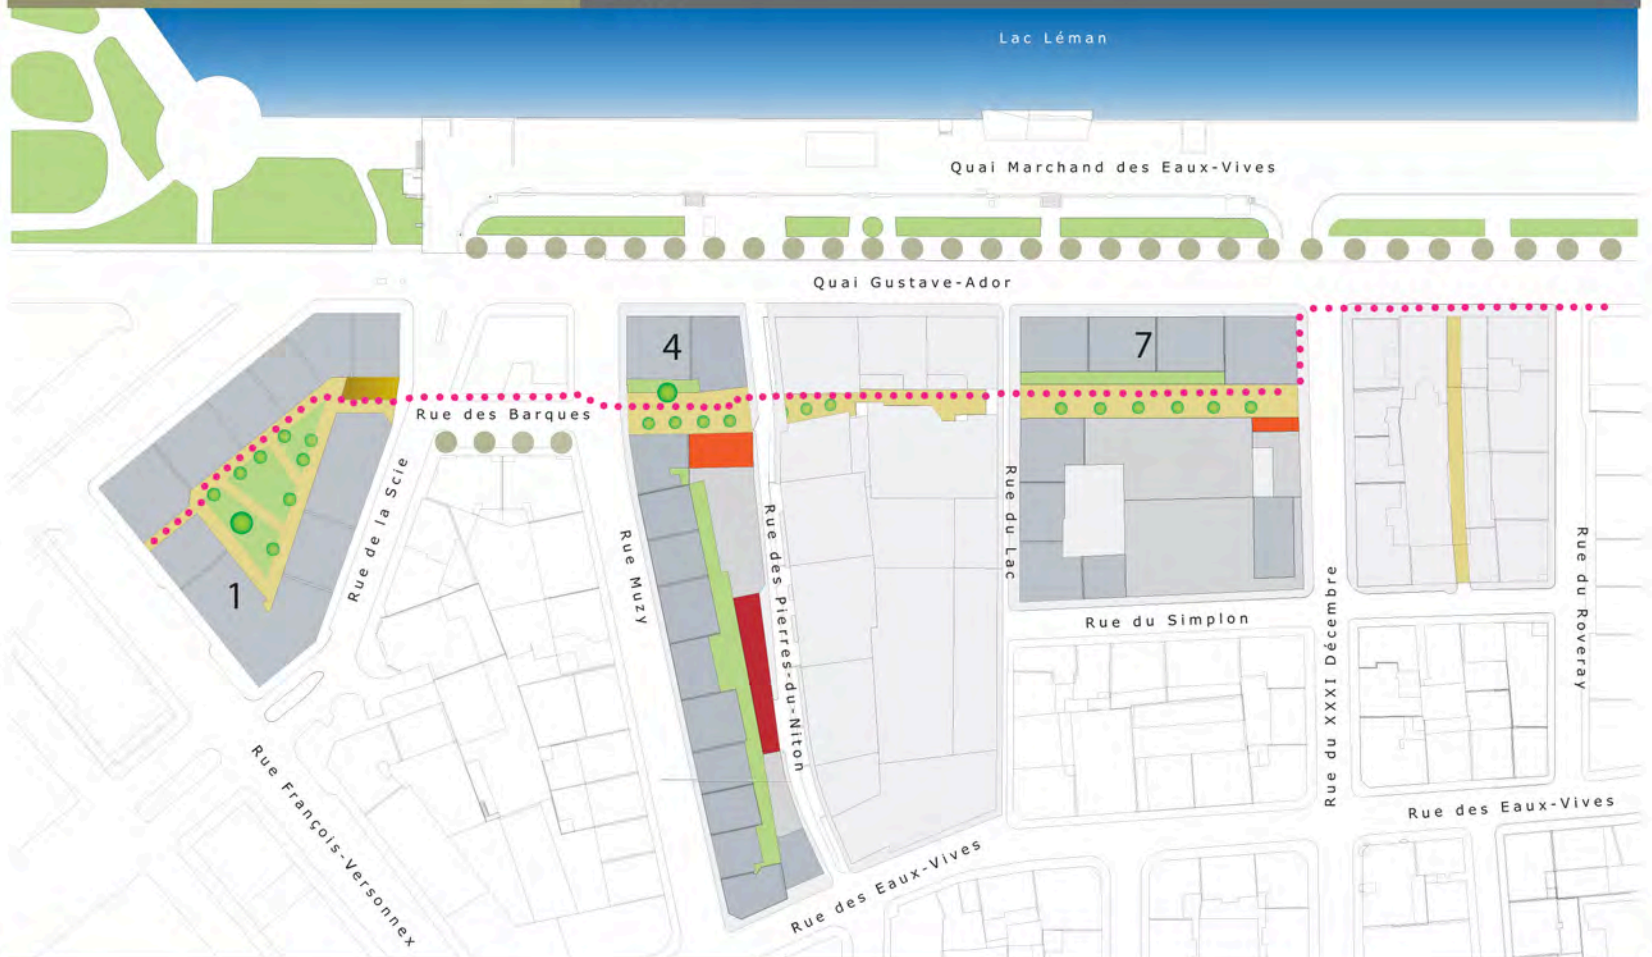 Lac Léman
Quai Marchand des Eaux-Vives
Quai Gustave-Ador
4
7
Rue des Barques
Rue de la Scie
Rue du Lac
Rue Muzy
Rue des Pierres-du-Niton
1
Rue du Simplon
Rue du XXXI Décembre
Rue du Roveray
Rue François-Versonnex
Rue des Eaux-Vives
Rue des Eaux-Vives